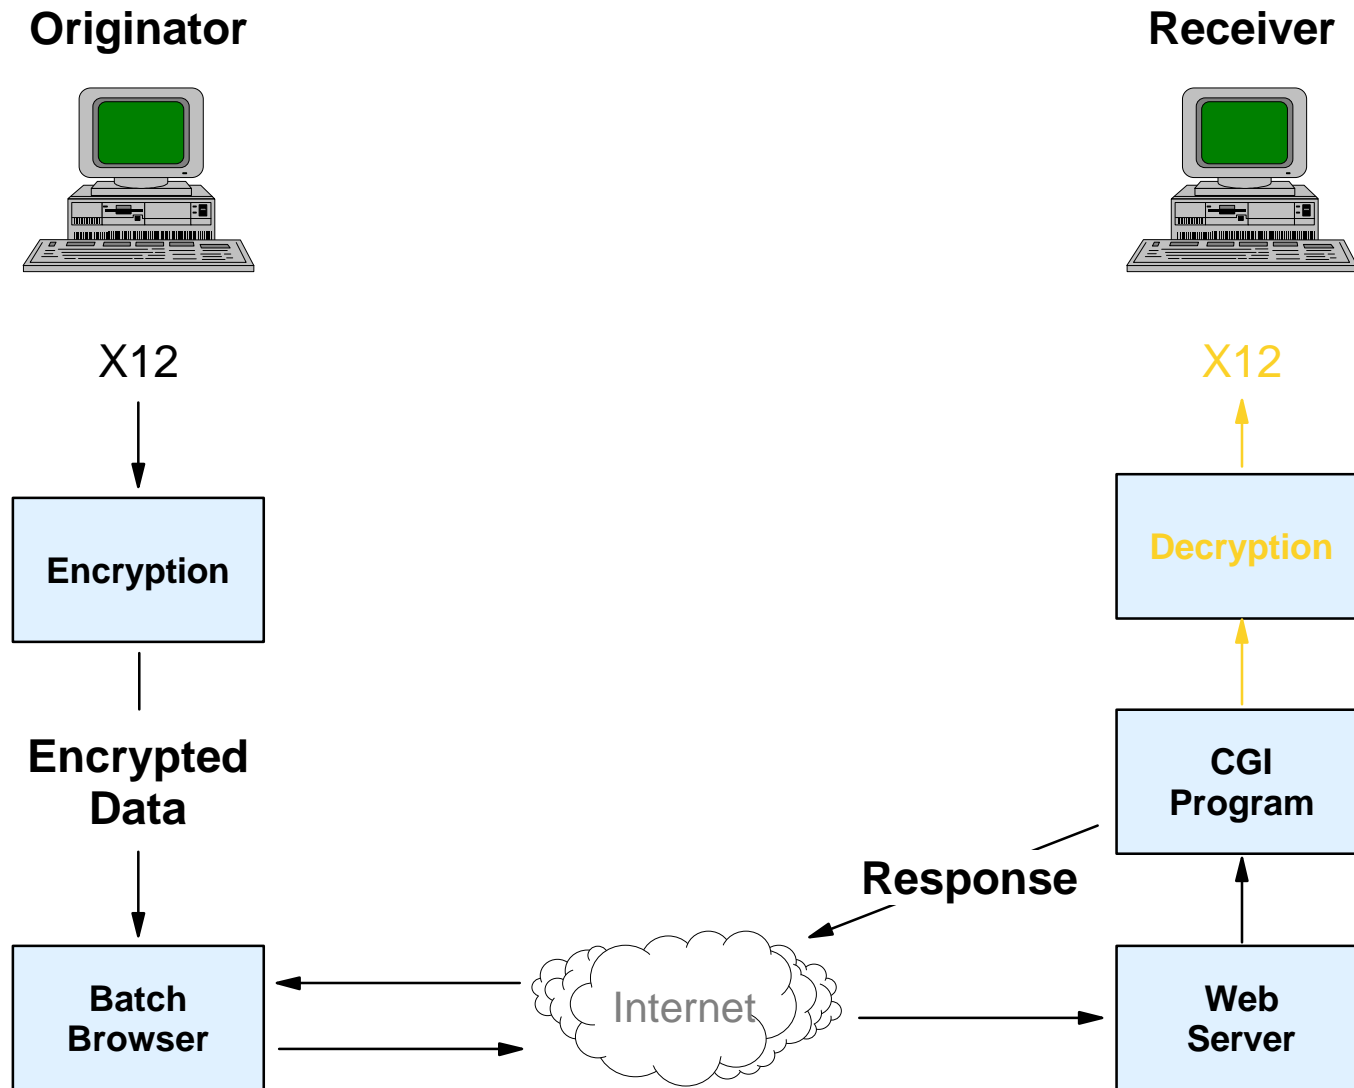 Originator
Receiver
X12
X12
Encryption
Decryption
Encrypted
Data
CGI
Program
Response
Internet
Batch
Browser
Web
Server